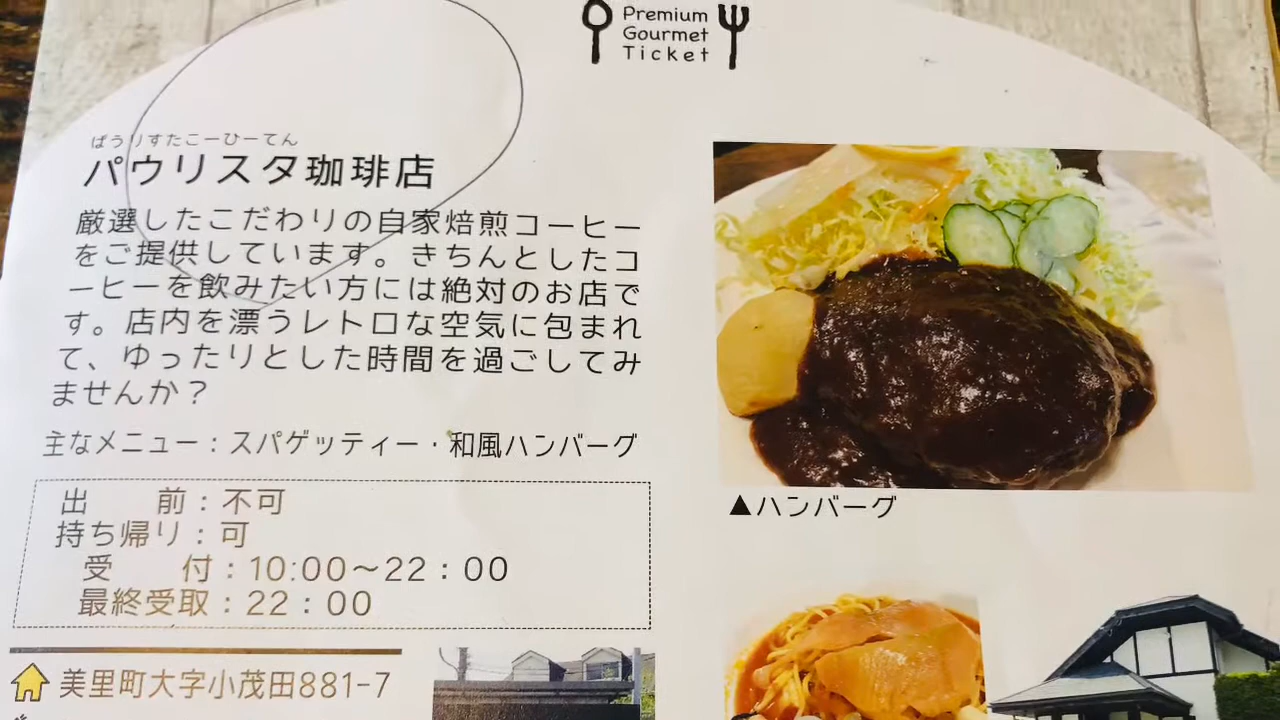 Premium
Gourmet
Ticket
ぱうりすたこーひーてん
パウリスタ珈琲店
厳選したこだわりの自家焙煎コーヒー
をご提供しています。きちんとしたコ
ーヒーを飲みたい方には絶対のお店で
す。店内を漂うレトロな空気に包まれ
て、ゆったりとした時間を過ごしてみ
ませんか？
主なメニュー：スパゲッティー・和風ハンバーグ
出　　前：不可
持ち帰り：可
受　　付：10:00～22：00
最終受取：22：00
▲ハンバーグ
美里町大字小茂田881-7